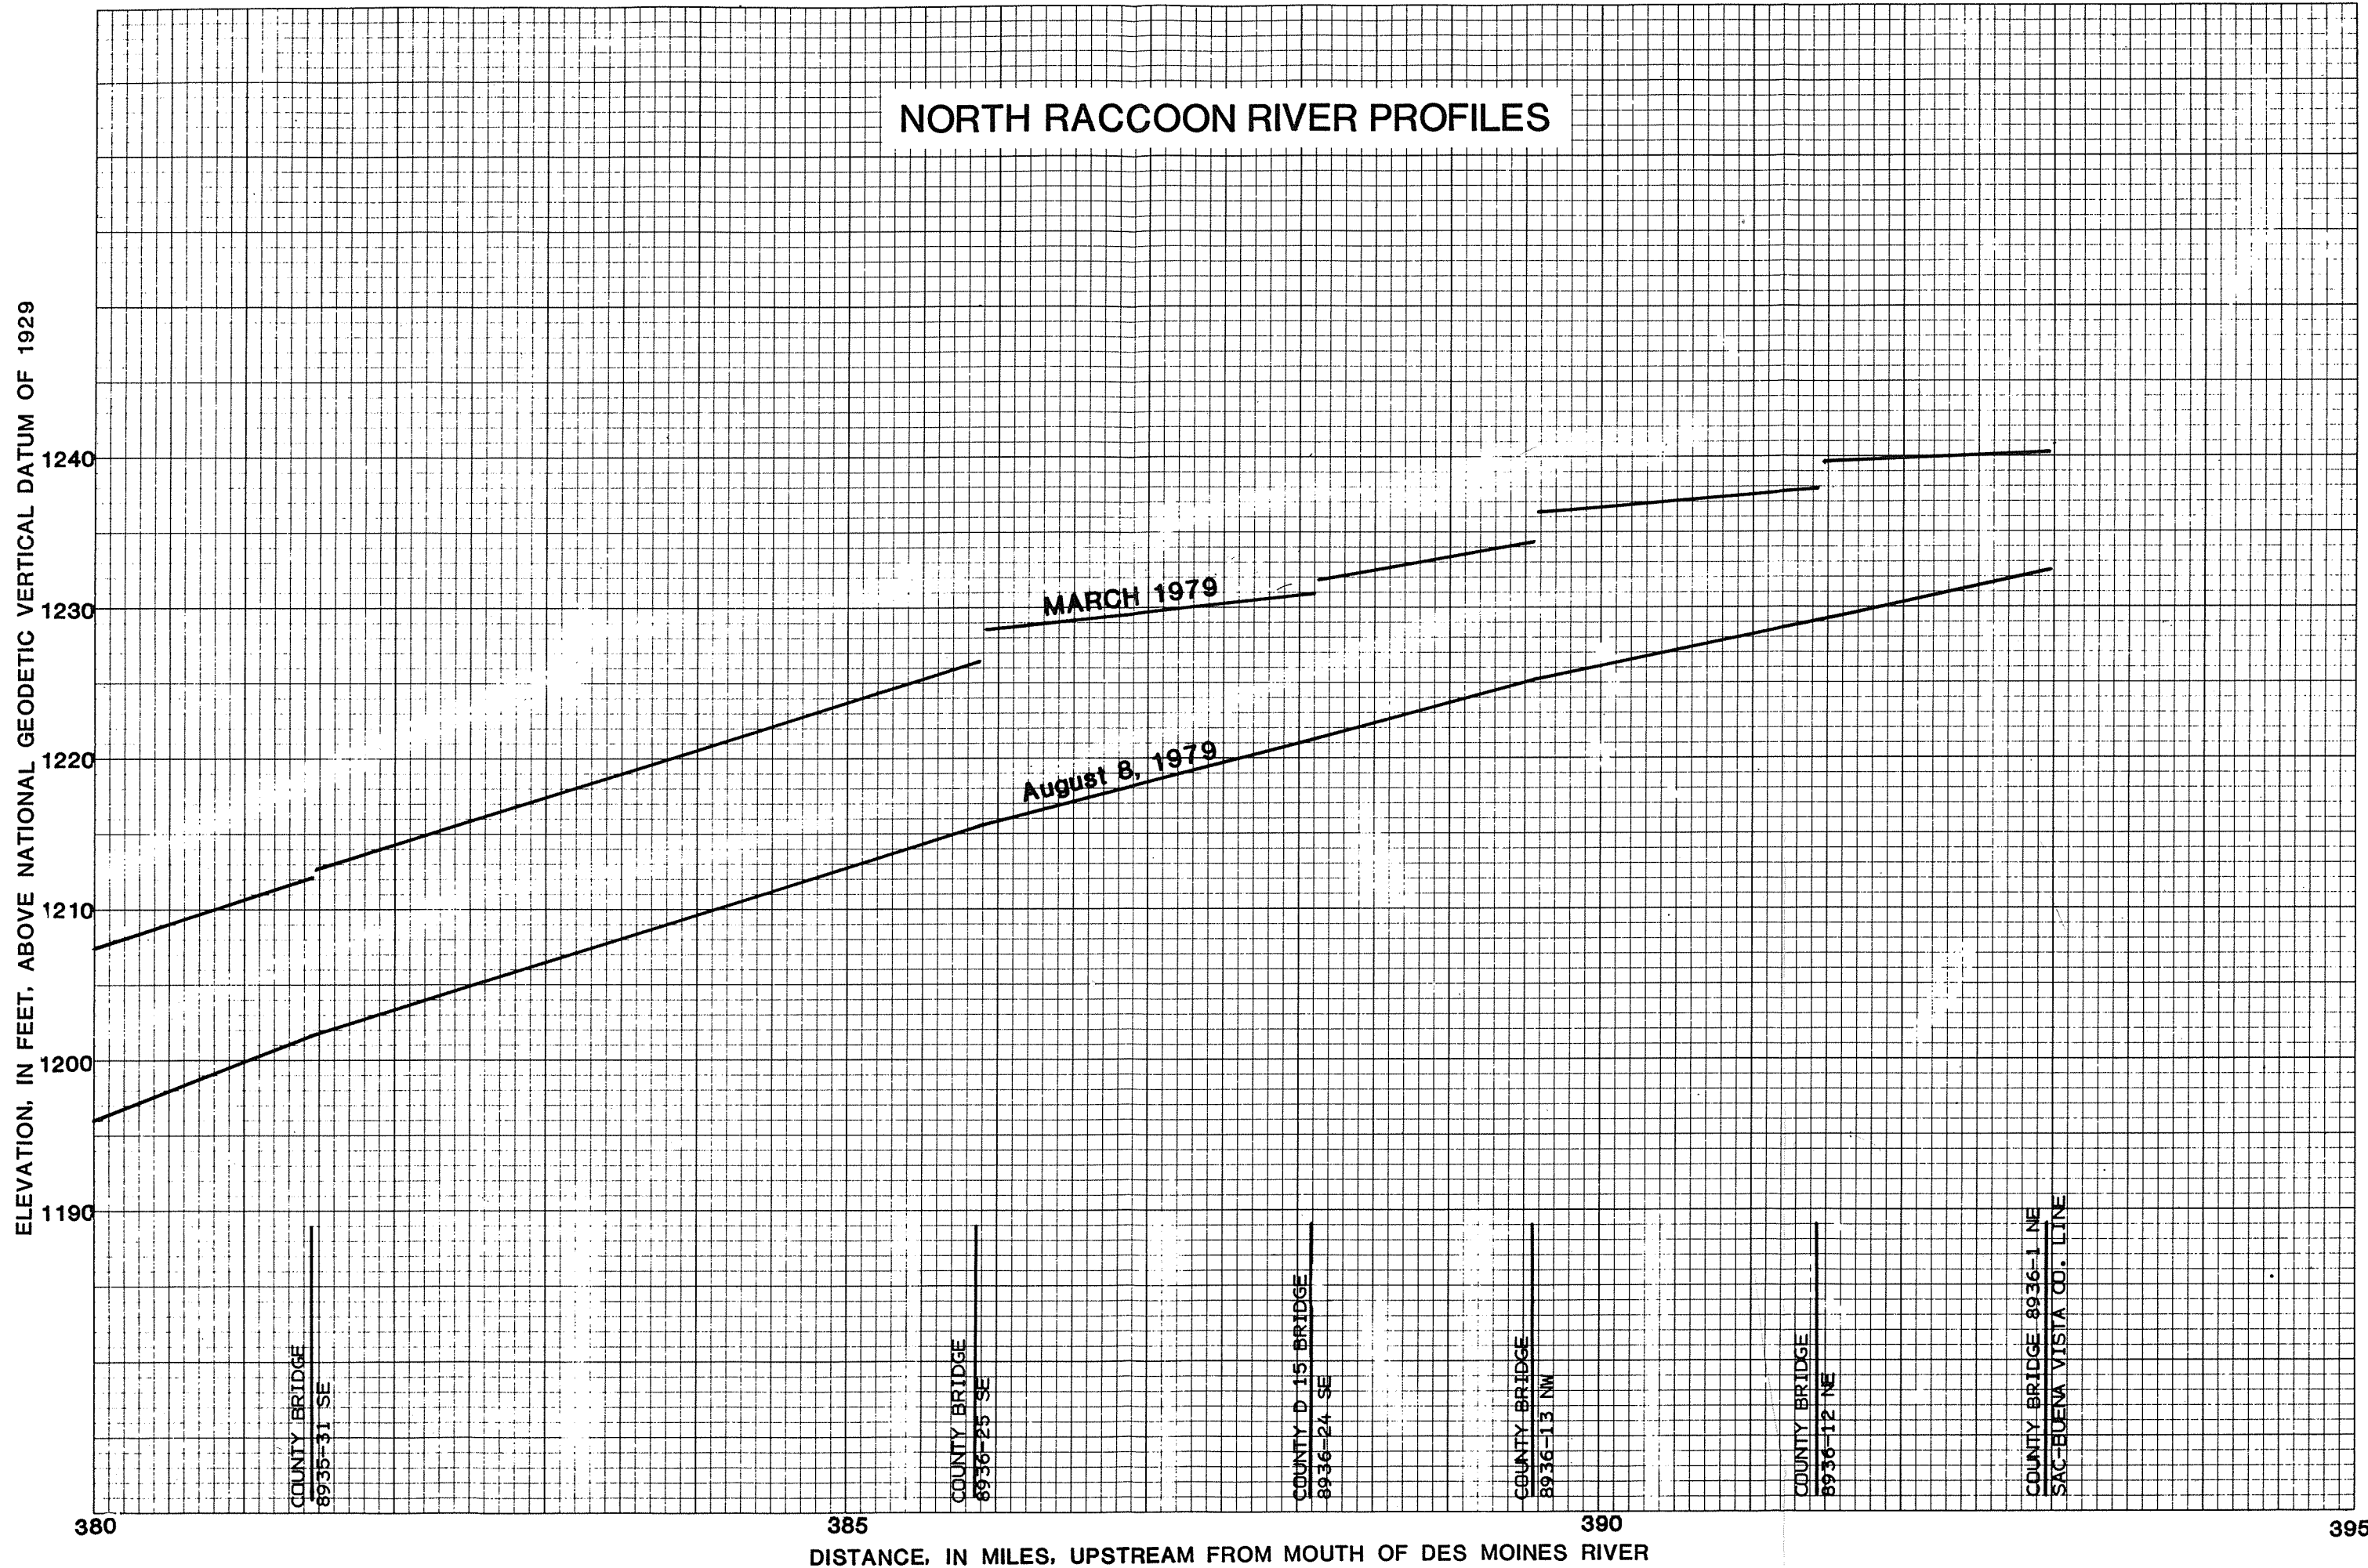 NORTH RACCOON RIVER PROFILES
ELEVATION, IN FEET, ABOVE NATIONAL GEODETIC VERTICAL DATUM OF 1929
1240
1230
1220
1210
1200
1190
MARCH 1979
August 8, 1979
COUNTY BRIDGE
8935-31 SE
COUNTY BRIDGE
8936-25 SE
COUNTY D 15 BRIDGE
8936-24 SE
COUNTY BRIDGE
8936-13 NW
COUNTY BRIDGE
8936-12 NE
COUNTY BRIDGE 8936-1 NE
SAC-BUENA VISTA CO. LINE
380
385
390
395
DISTANCE, IN MILES, UPSTREAM FROM MOUTH OF DES MOINES RIVER